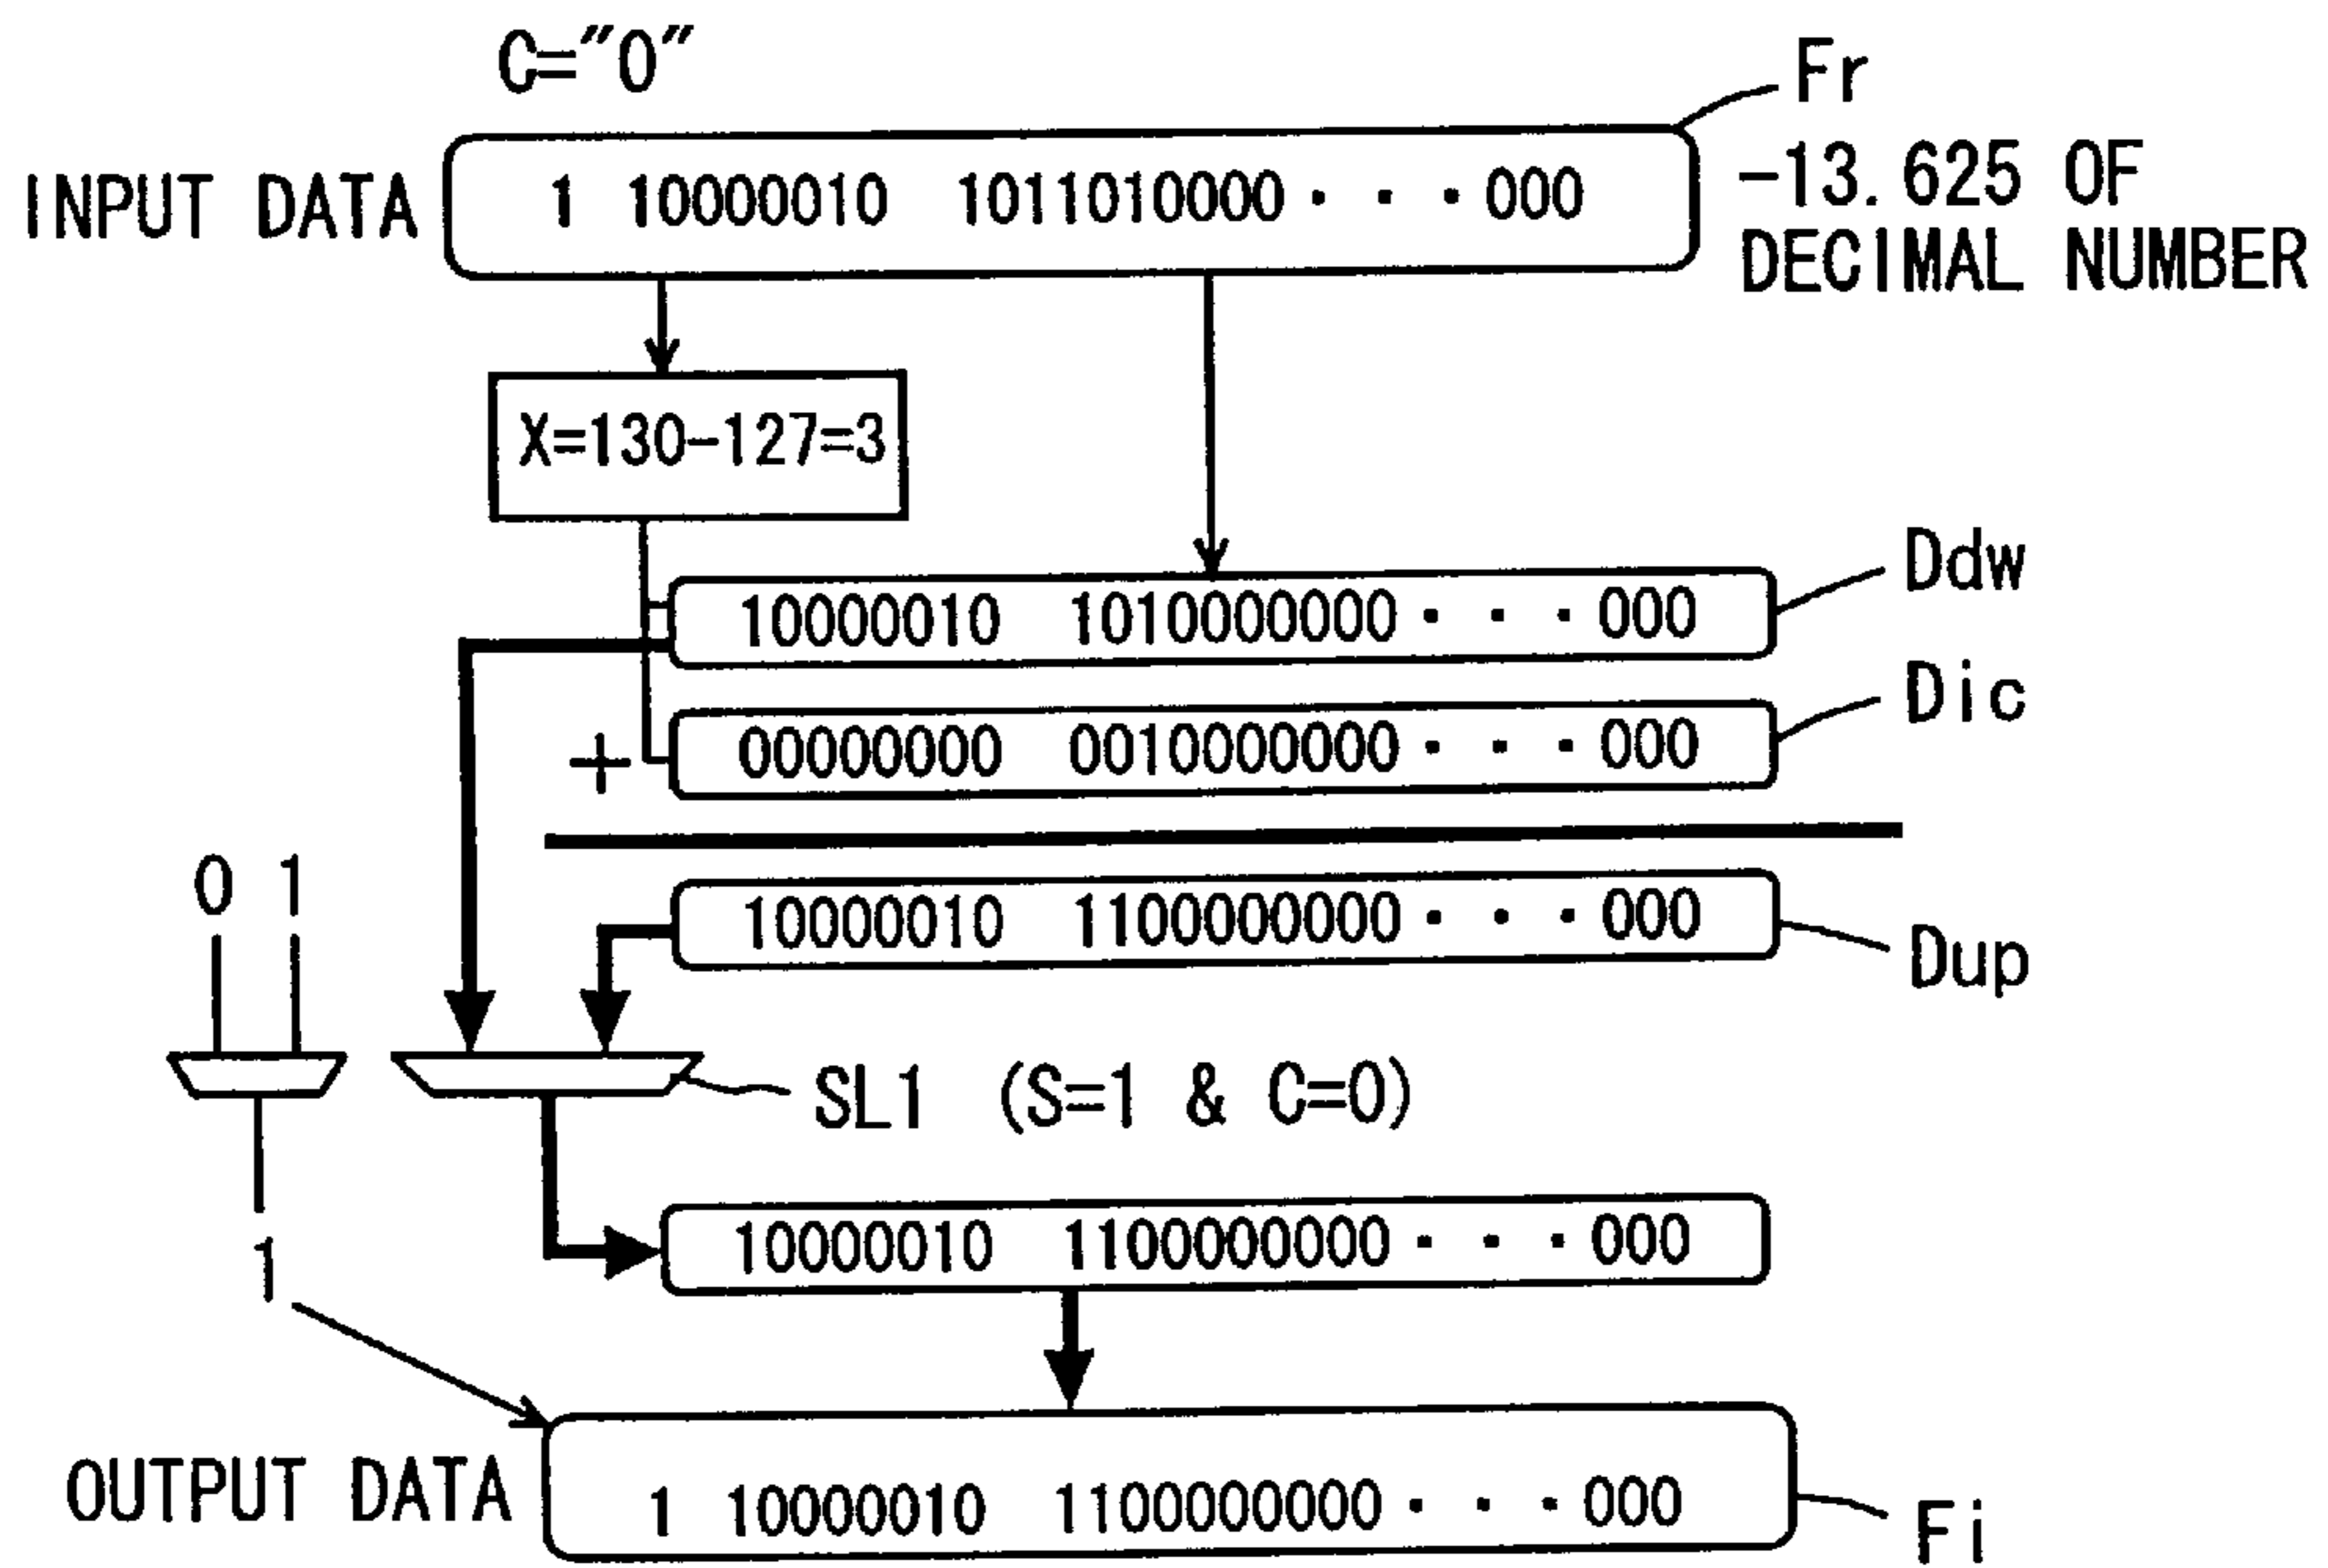 C="0"
Fr
INPUT DATA 1 10000010 1011010000・・・000 -13.625 OF
DECIMAL NUMBER
X=130-127=3
10000010 1010000000・・・000 Ddw
+ 00000000 0010000000・・・000 Dic
0 1
10000010 1100000000・・・000 Dup
SL1 (S=1 & C=0)
10000010 1100000000・・・000
1
OUTPUT DATA 1 10000010 1100000000・・・000 Fi